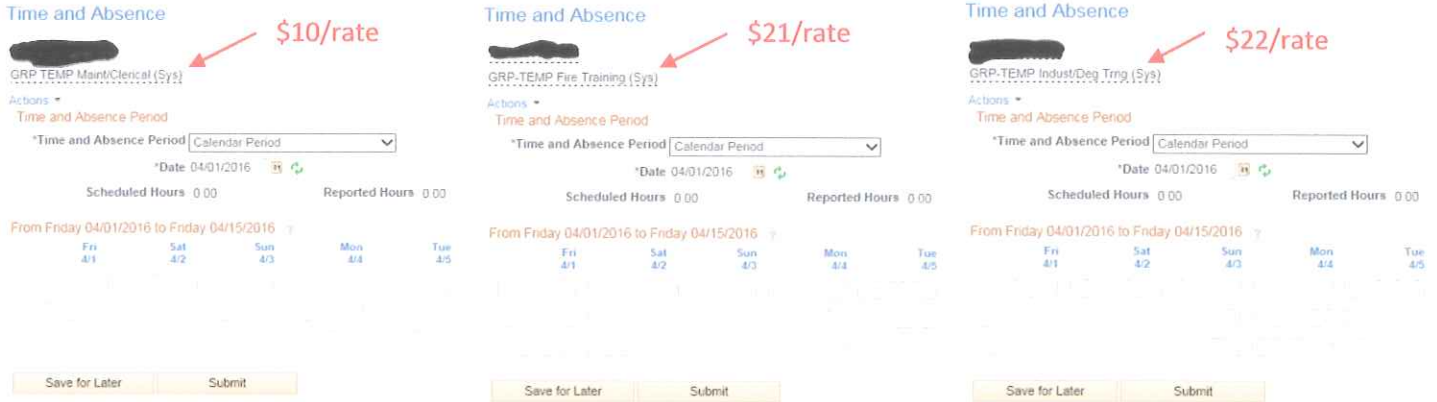 Time and Absence
$10/rate
GRP TEMP Maint/Clerical (Sys)
Actions
Time and Absence Period
*Time and Absence Period Calendar Period
*Date 04/01/2016
Scheduled Hours 0.00 Reported Hours 0.00
From Friday 04/01/2016 to Friday 04/15/2016 ?
Fri Sat Sun Mon Tue
4/1 4/2 4/3 4/4 4/5
Save for Later Submit
Time and Absence
$21/rate
GRP-TEMP Fire Training (Sys)
Actions
Time and Absence Period
*Time and Absence Period Calendar Period
*Date 04/01/2016
Scheduled Hours 0.00 Reported Hours 0.00
From Friday 04/01/2016 to Friday 04/15/2016 ?
Fri Sat Sun Mon Tue
4/1 4/2 4/3 4/4 4/5
Save for Later Submit
Time and Absence
$22/rate
GRP-TEMP Indust/Deg Trng (Sys)
Actions
Time and Absence Period
*Time and Absence Period Calendar Period
*Date 04/01/2016
Scheduled Hours 0.00 Reported Hours 0.00
From Friday 04/01/2016 to Friday 04/15/2016 ?
Fri Sat Sun Mon Tue
4/1 4/2 4/3 4/4 4/5
Save for Later Submit